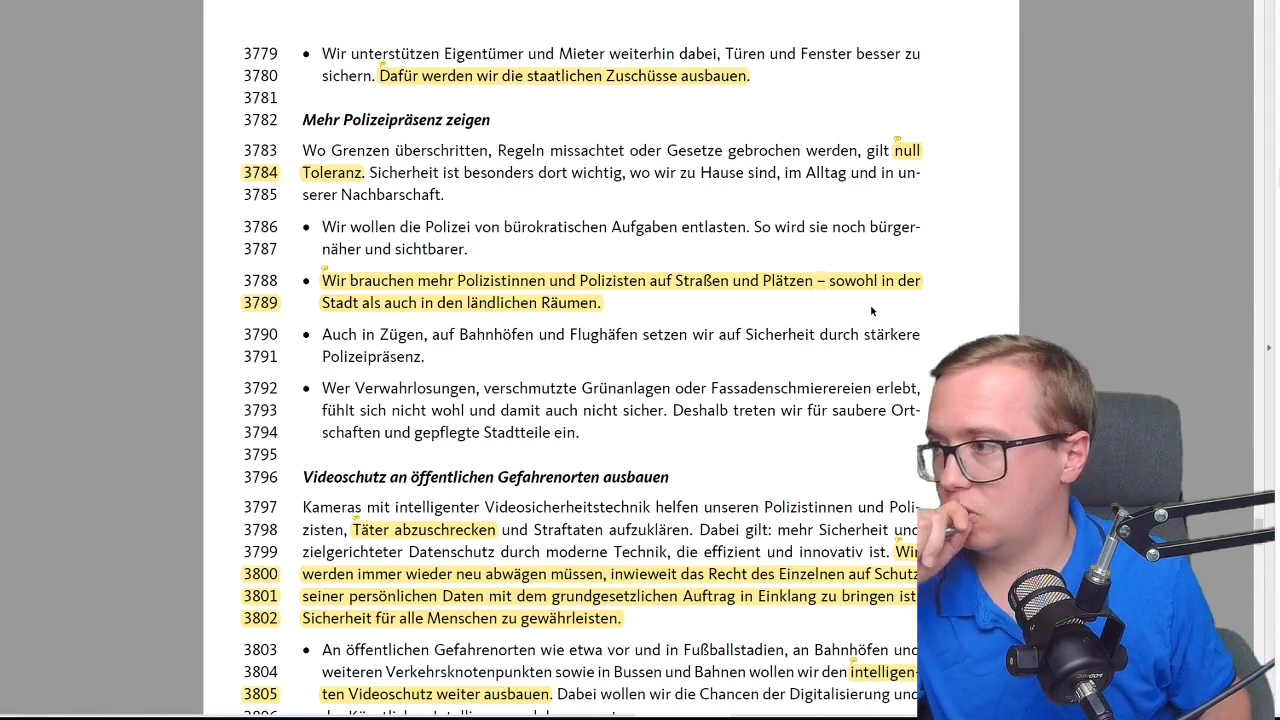 3779 • Wir unterstützen Eigentümer und Mieter weiterhin dabei, Türen und Fenster besser zu
3780 sichern. Dafür werden wir die staatlichen Zuschüsse ausbauen.
3781
3782 Mehr Polizeipräsenz zeigen
3783 Wo Grenzen überschritten, Regeln missachtet oder Gesetze gebrochen werden, gilt null
3784 Toleranz. Sicherheit ist besonders dort wichtig, wo wir zu Hause sind, im Alltag und in un-
3785 serer Nachbarschaft.
3786 • Wir wollen die Polizei von bürokratischen Aufgaben entlasten. So wird sie noch bürger-
3787 näher und sichtbarer.
3788 • Wir brauchen mehr Polizistinnen und Polizisten auf Straßen und Plätzen – sowohl in der
3789 Stadt als auch in den ländlichen Räumen.
3790 • Auch in Zügen, auf Bahnhöfen und Flughäfen setzen wir auf Sicherheit durch stärkere
3791 Polizeipräsenz.
3792 • Wer Verwahrlosungen, verschmutzte Grünanlagen oder Fassadenschmierereien erlebt,
3793 fühlt sich nicht wohl und damit auch nicht sicher. Deshalb treten wir für saubere Ort-
3794 schaften und gepflegte Stadtteile ein.
3795
3796 Videoschutz an öffentlichen Gefahrenorten ausbauen
3797 Kameras mit intelligenter Videosicherheitstechnik helfen unseren Polizistinnen und Poli-
3798 zisten, Täter abzuschrecken und Straftaten aufzuklären. Dabei gilt: mehr Sicherheit und
3799 zielgerichteter Datenschutz durch moderne Technik, die effizient und innovativ ist. Wir
3800 werden immer wieder neu abwägen müssen, inwieweit das Recht des Einzelnen auf Schutz
3801 seiner persönlichen Daten mit dem grundgesetzlichen Auftrag in Einklang zu bringen ist,
3802 Sicherheit für alle Menschen zu gewährleisten.
3803 • An öffentlichen Gefahrenorten wie etwa vor und in Fußballstadien, an Bahnhöfen und
3804 weiteren Verkehrsknotenpunkten sowie in Bussen und Bahnen wollen wir den intelligen-
3805 ten Videoschutz weiter ausbauen. Dabei wollen wir die Chancen der Digitalisierung und